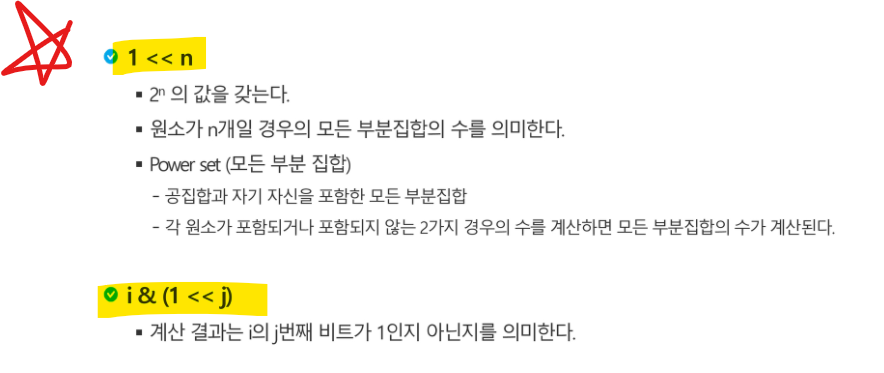 1 << n
▪ 2ⁿ 의 값을 갖는다.
▪ 원소가 n개일 경우의 모든 부분집합의 수를 의미한다.
▪ Power set (모든 부분 집합)
- 공집합과 자기 자신을 포함한 모든 부분집합
- 각 원소가 포함되거나 포함되지 않는 2가지 경우의 수를 계산하면 모든 부분집합의 수가 계산된다.
i & (1 << j)
▪ 계산 결과는 i의 j번째 비트가 1인지 아닌지를 의미한다.